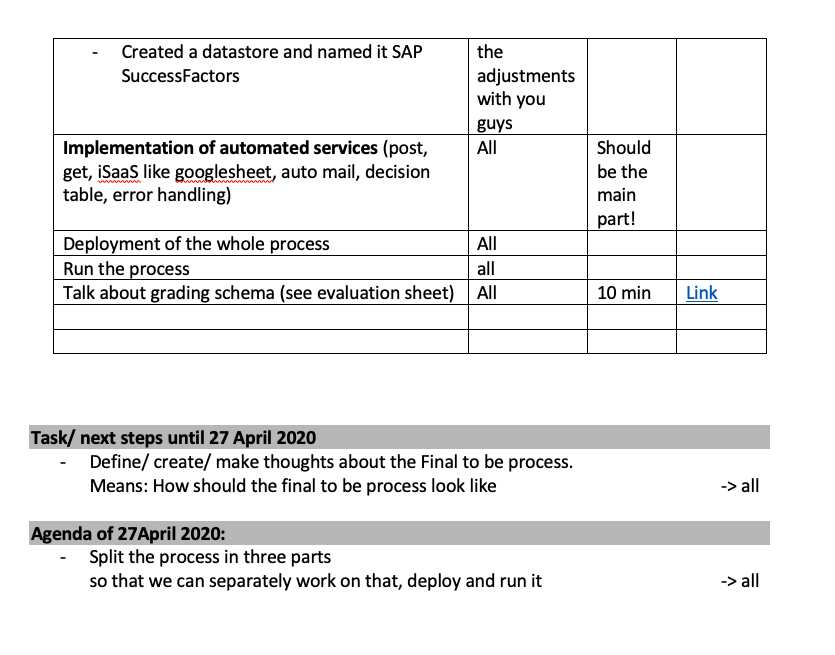 - Created a datastore and named it SAP
SuccessFactors
the
adjustments
with you
guys
Implementation of automated services (post,
get, iSaaS like googlesheet, auto mail, decision
table, error handling)
All
Should
be the
main
part!
Deployment of the whole process
All
Run the process
all
Talk about grading schema (see evaluation sheet)
All
10 min
Link
Task/ next steps until 27 April 2020
- Define/ create/ make thoughts about the Final to be process.
Means: How should the final to be process look like -> all
Agenda of 27April 2020:
- Split the process in three parts
so that we can separately work on that, deploy and run it -> all